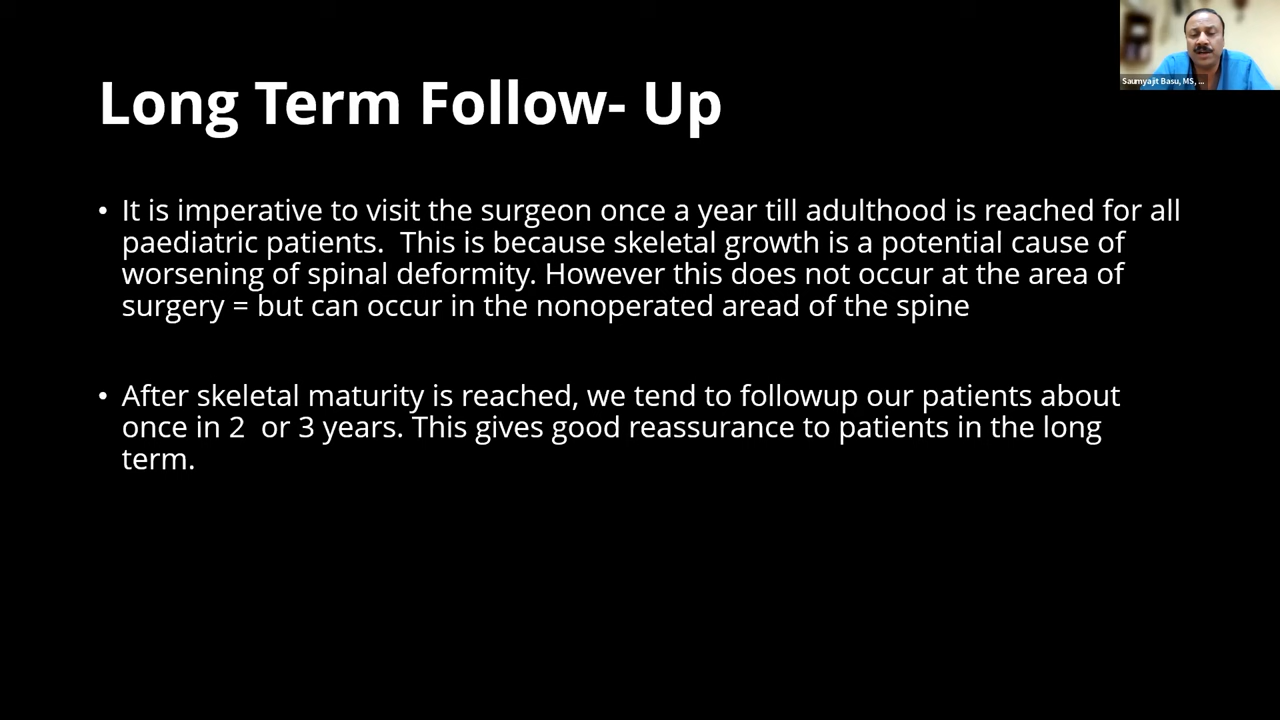 Saumyajit Basu, MS, ...
Long Term Follow- Up
• It is imperative to visit the surgeon once a year till adulthood is reached for all
paediatric patients.  This is because skeletal growth is a potential cause of
worsening of spinal deformity. However this does not occur at the area of
surgery = but can occur in the nonoperated aread of the spine
• After skeletal maturity is reached, we tend to followup our patients about
once in 2  or 3 years. This gives good reassurance to patients in the long
term.